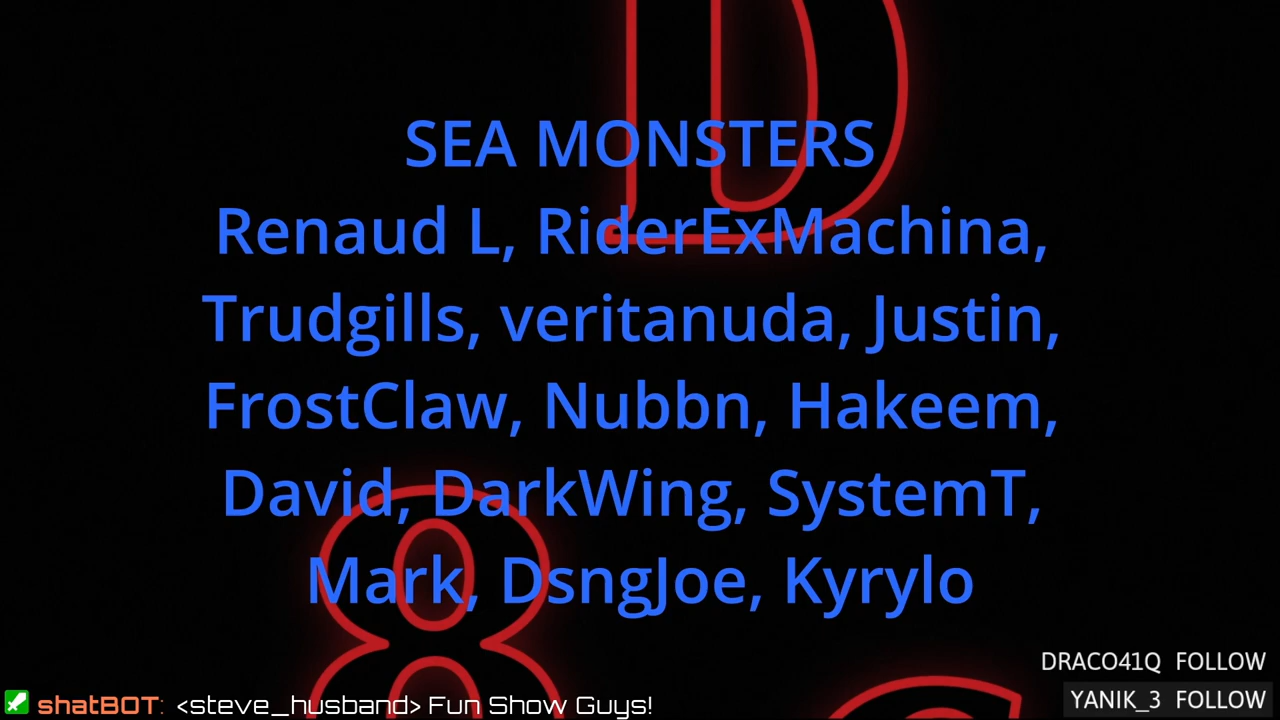 D
SEA MONSTERS
Renaud L, RiderExMachina,
Trudgills, veritanuda, Justin,
FrostClaw, Nubbn, Hakeem,
David, DarkWing, SystemT,
Mark, DsngJoe, Kyrylo
8
DRACO41Q FOLLOW
YANIK_3 FOLLOW
shatBOT: <steve_husband> Fun Show Guys!